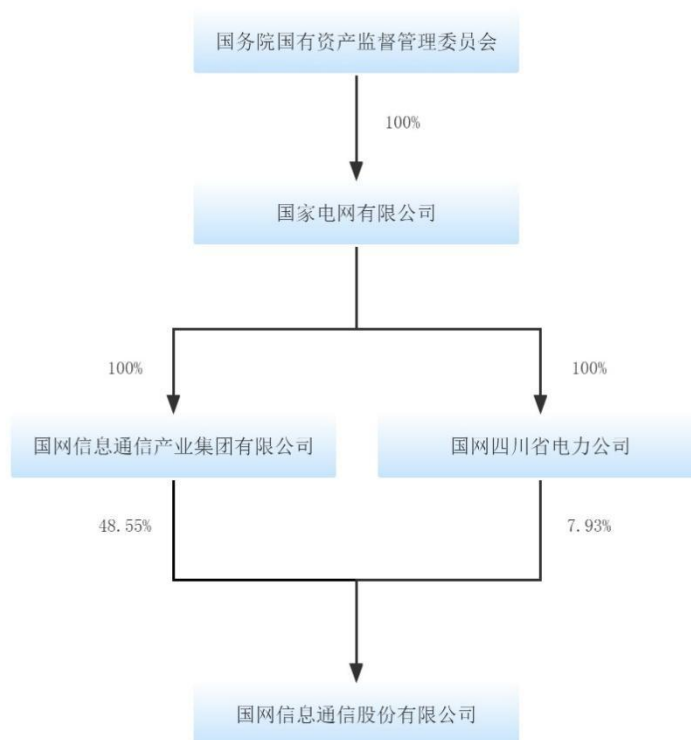 国务院国有资产监督管理委员会
100%
国家电网有限公司
100%
100%
国网信息通信产业集团有限公司
国网四川省电力公司
48.55%
7.93%
国网信息通信股份有限公司